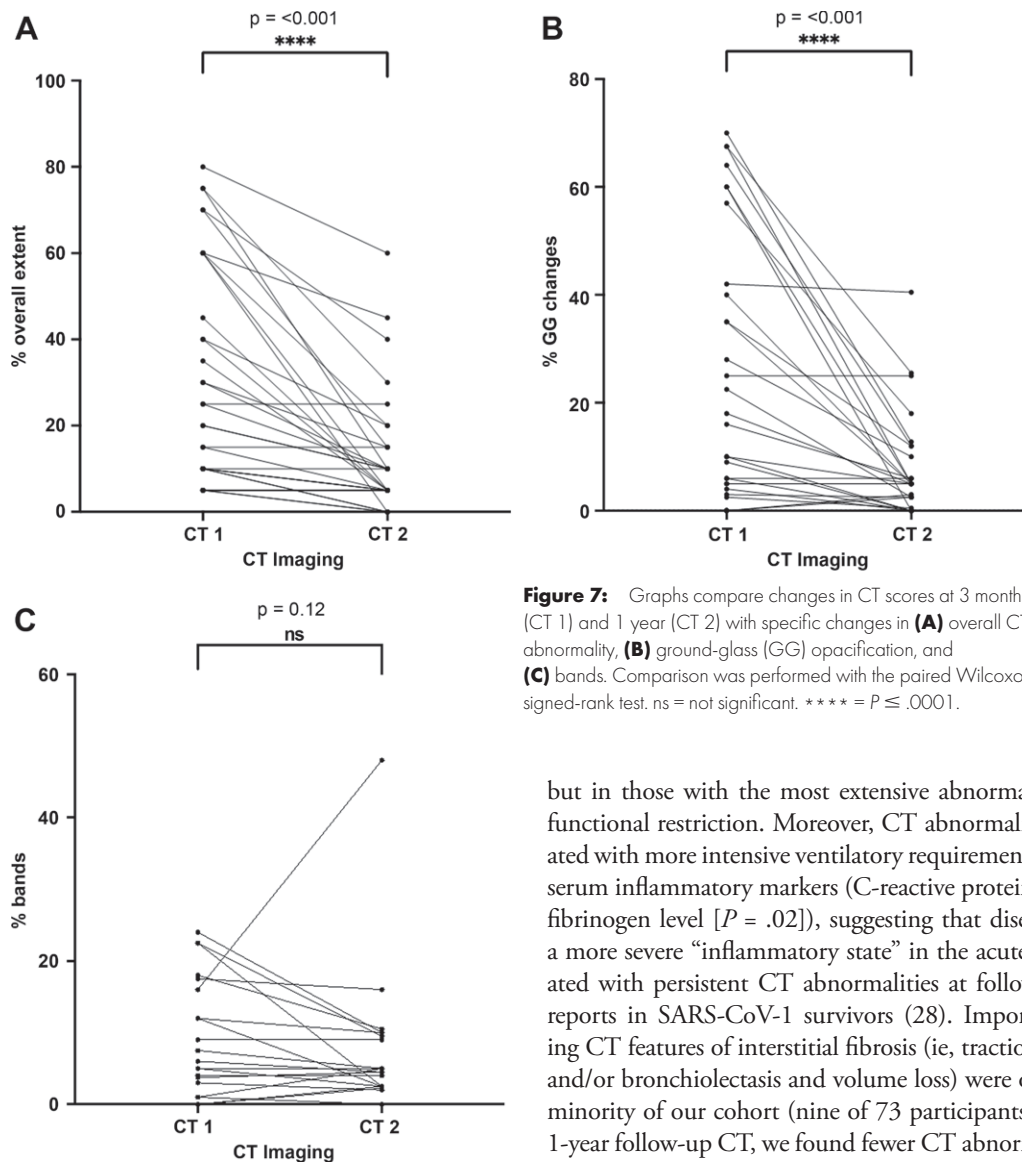 A
p = <0.001
****
100
80
60
40
20
0
% overall extent
CT 1
CT 2
CT Imaging
B
p = <0.001
****
80
60
40
20
0
% GG changes
CT 1
CT 2
CT Imaging
C
p = 0.12
ns
60
40
20
0
% bands
CT 1
CT 2
CT Imaging
Figure 7: Graphs compare changes in CT scores at 3 month
(CT 1) and 1 year (CT 2) with specific changes in (A) overall CT
abnormality, (B) ground-glass (GG) opacification, and
(C) bands. Comparison was performed with the paired Wilcoxo
signed-rank test. ns = not significant. **** = P ≤ .0001.
but in those with the most extensive abnorma
functional restriction. Moreover, CT abnormali
ated with more intensive ventilatory requirement
serum inflammatory markers (C-reactive protein
fibrinogen level [P = .02]), suggesting that dise
a more severe “inflammatory state” in the acute
ated with persistent CT abnormalities at follow
reports in SARS-CoV-1 survivors (28). Impor
ing CT features of interstitial fibrosis (ie, tractio
and/or bronchiolectasis and volume loss) were o
minority of our cohort (nine of 73 participants
1-year follow-up CT, we found fewer CT abnor